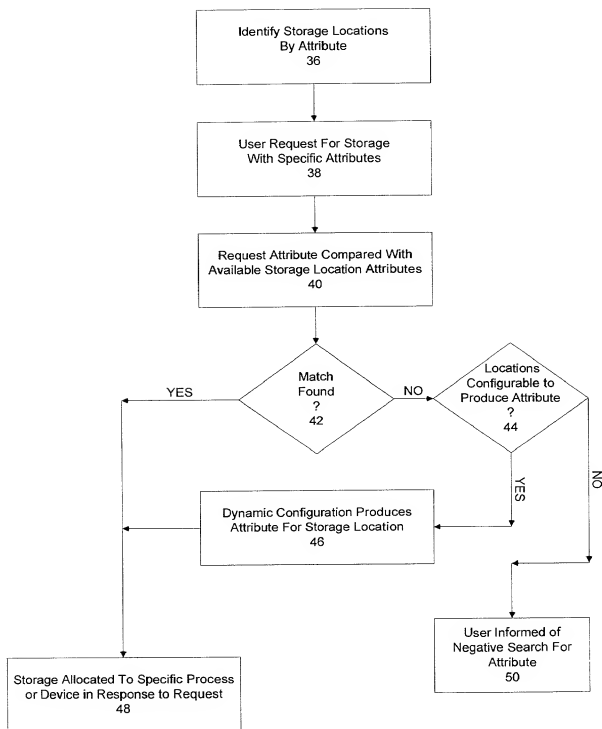 Identify Storage Locations
By Attribute
36
User Request For Storage
With Specific Attributes
38
Request Attribute Compared With
Available Storage Location Attributes
40
Match
Found
?
42
YES
NO
Locations
Configurable to
Produce Attribute
?
44
YES
NO
Dynamic Configuration Produces
Attribute For Storage Location
46
User Informed of
Negative Search For
Attribute
50
Storage Allocated To Specific Process
or Device in Response to Request
48